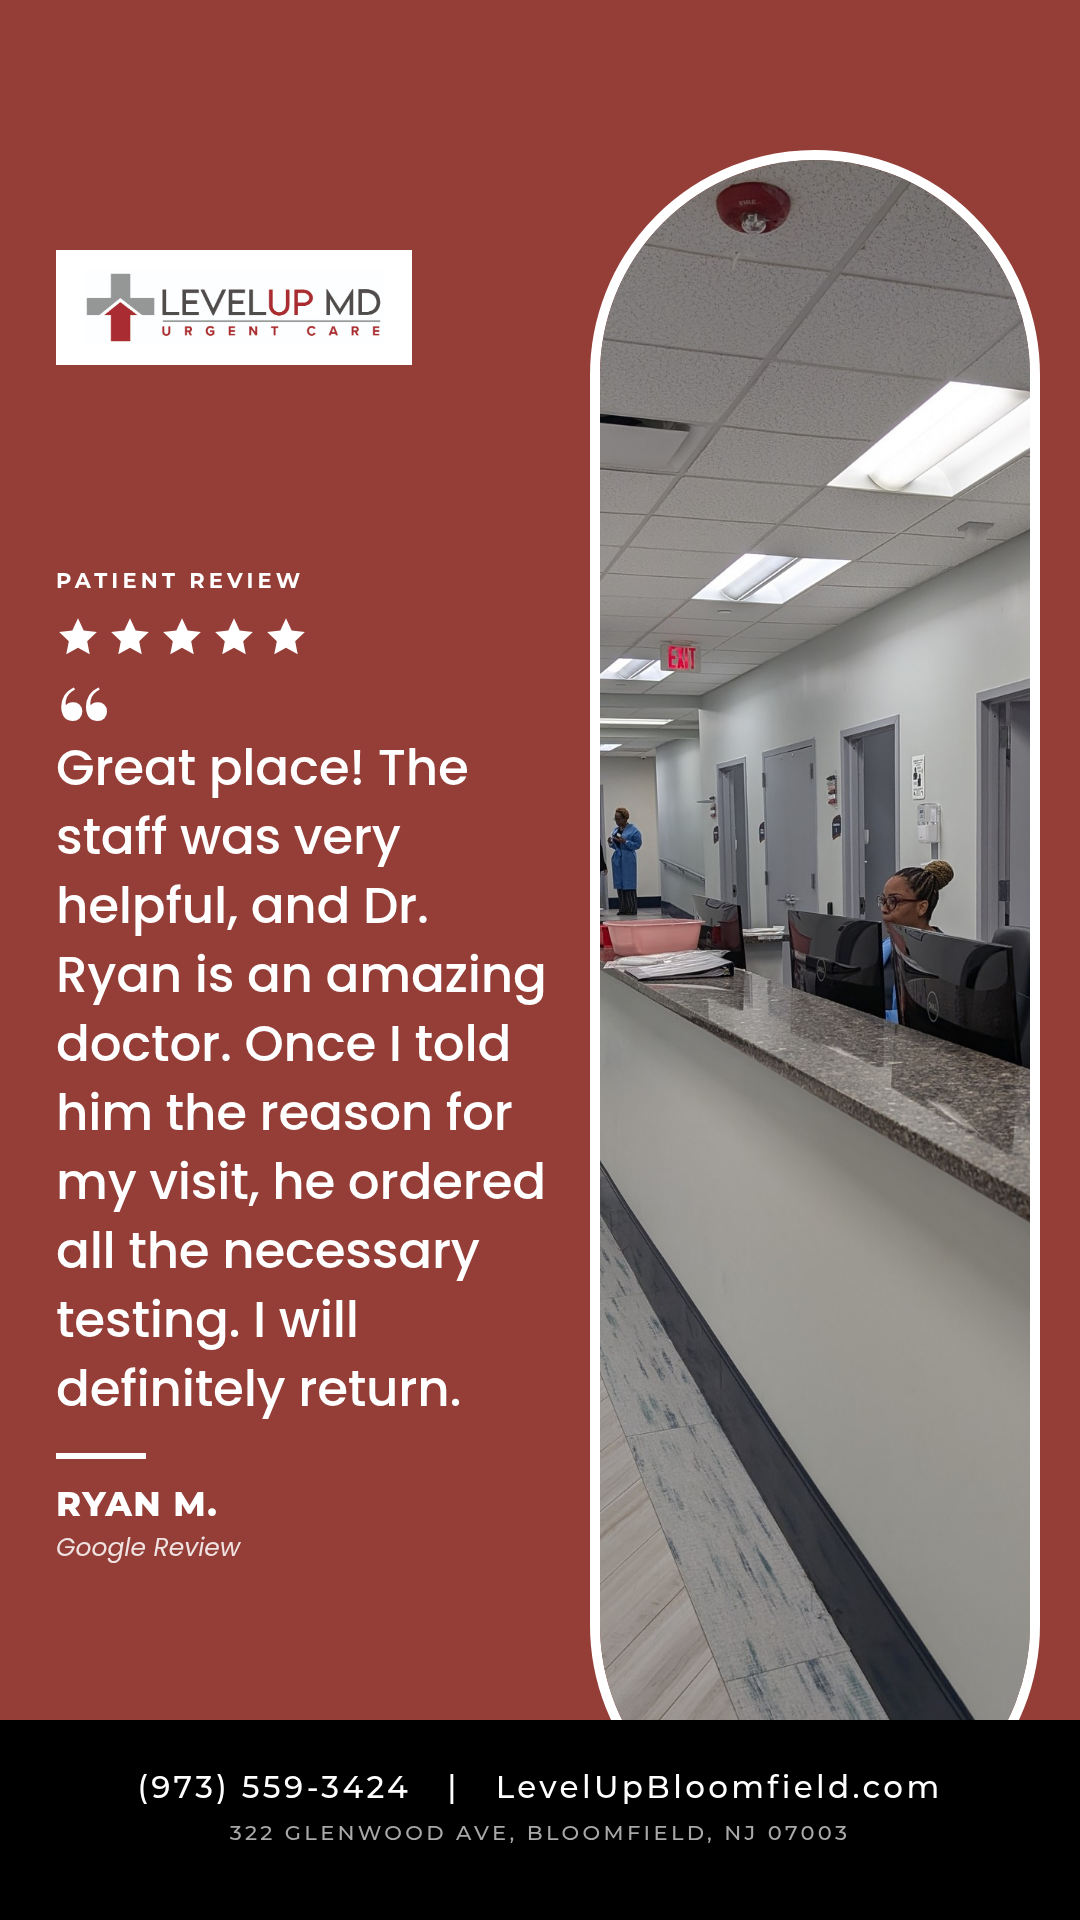 LEVELUP MD
URGENT CARE
PATIENT REVIEW
“
Great place! The
staff was very
helpful, and Dr.
Ryan is an amazing
doctor. Once I told
him the reason for
my visit, he ordered
all the necessary
testing. I will
definitely return.
RYAN M.
Google Review
FIRE
EXIT
DELL
(973) 559-3424 | LevelUpBloomfield.com
322 GLENWOOD AVE, BLOOMFIELD, NJ 07003